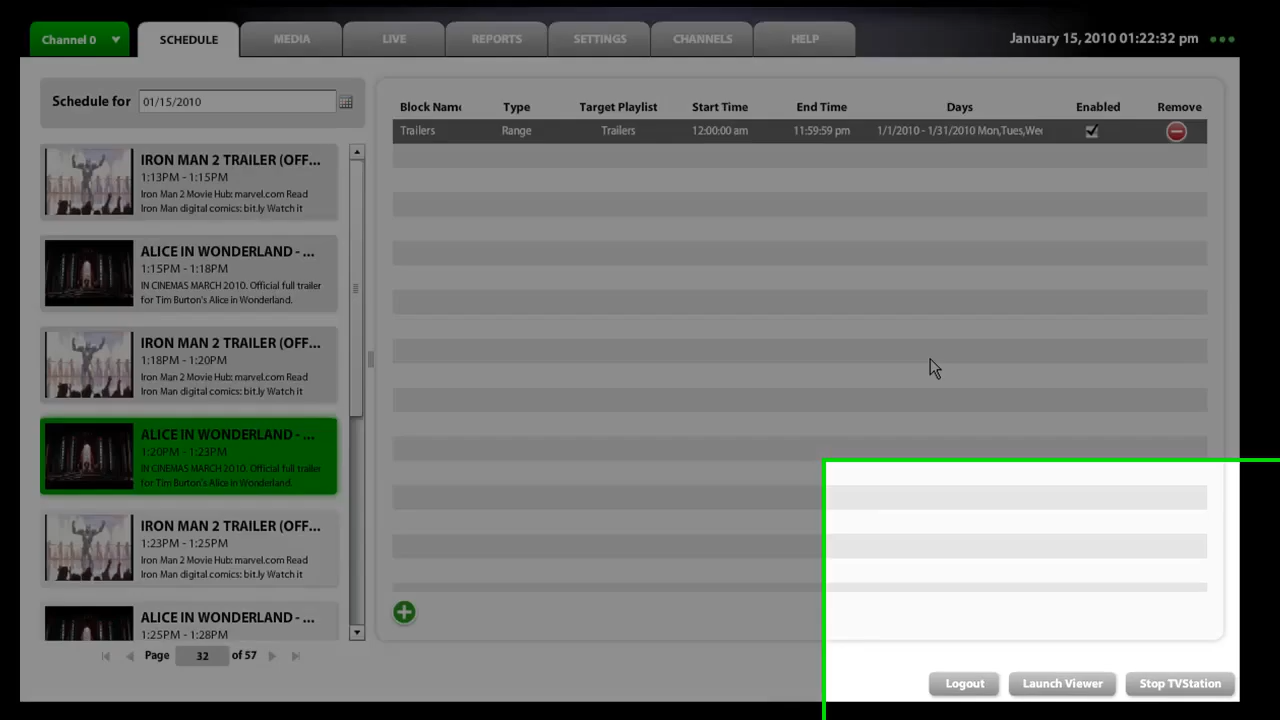 Channel 0
SCHEDULE
MEDIA
LIVE
REPORTS
SETTINGS
CHANNELS
HELP
January 15, 2010 01:22:32 pm
Schedule for 01/15/2010
IRON MAN 2 TRAILER (OFF...
1:13PM - 1:15PM
Iron Man 2 Movie Hub: marvel.com Read
Iron Man digital comics: bit.ly Watch it
ALICE IN WONDERLAND - ...
1:15PM - 1:18PM
IN CINEMAS MARCH 2010. Official full trailer
for Tim Burton's Alice in Wonderland.
IRON MAN 2 TRAILER (OFF...
1:18PM - 1:20PM
Iron Man 2 Movie Hub: marvel.com Read
Iron Man digital comics: bit.ly Watch it
ALICE IN WONDERLAND - ...
1:20PM - 1:23PM
IN CINEMAS MARCH 2010. Official full trailer
for Tim Burton's Alice in Wonderland.
IRON MAN 2 TRAILER (OFF...
1:23PM - 1:25PM
Iron Man 2 Movie Hub: marvel.com Read
Iron Man digital comics: bit.ly Watch it
ALICE IN WONDERLAND - ...
1:25PM - 1:28PM
Page 32 of 57
Block Name Type Target Playlist Start Time End Time Days Enabled Remove
Trailers Range Trailers 12:00:00 am 11:59:59 pm 1/1/2010 - 1/31/2010 Mon,Tues,Wed
Logout
Launch Viewer
Stop TVStation